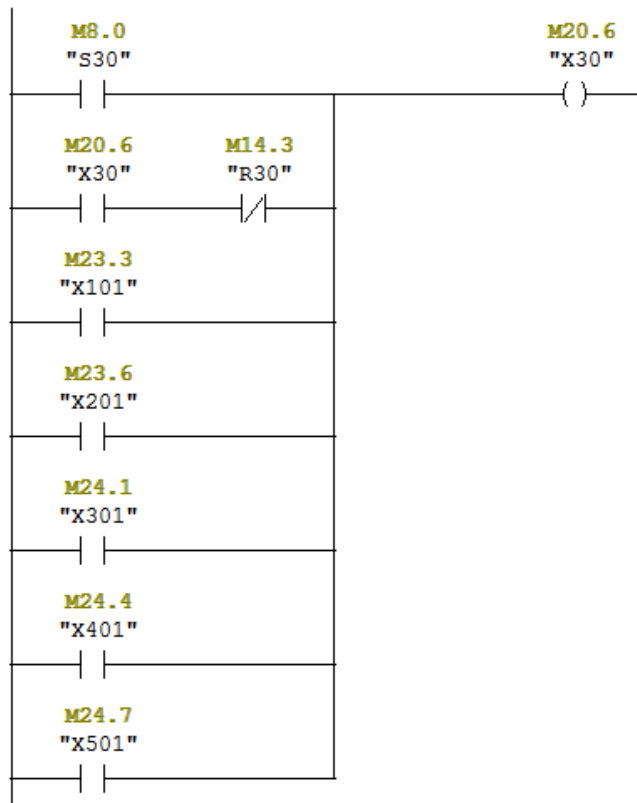 M8.0 M20.6
"S30" "X30"
M20.6 M14.3
"X30" "R30"
M23.3
"X101"
M23.6
"X201"
M24.1
"X301"
M24.4
"X401"
M24.7
"X501"